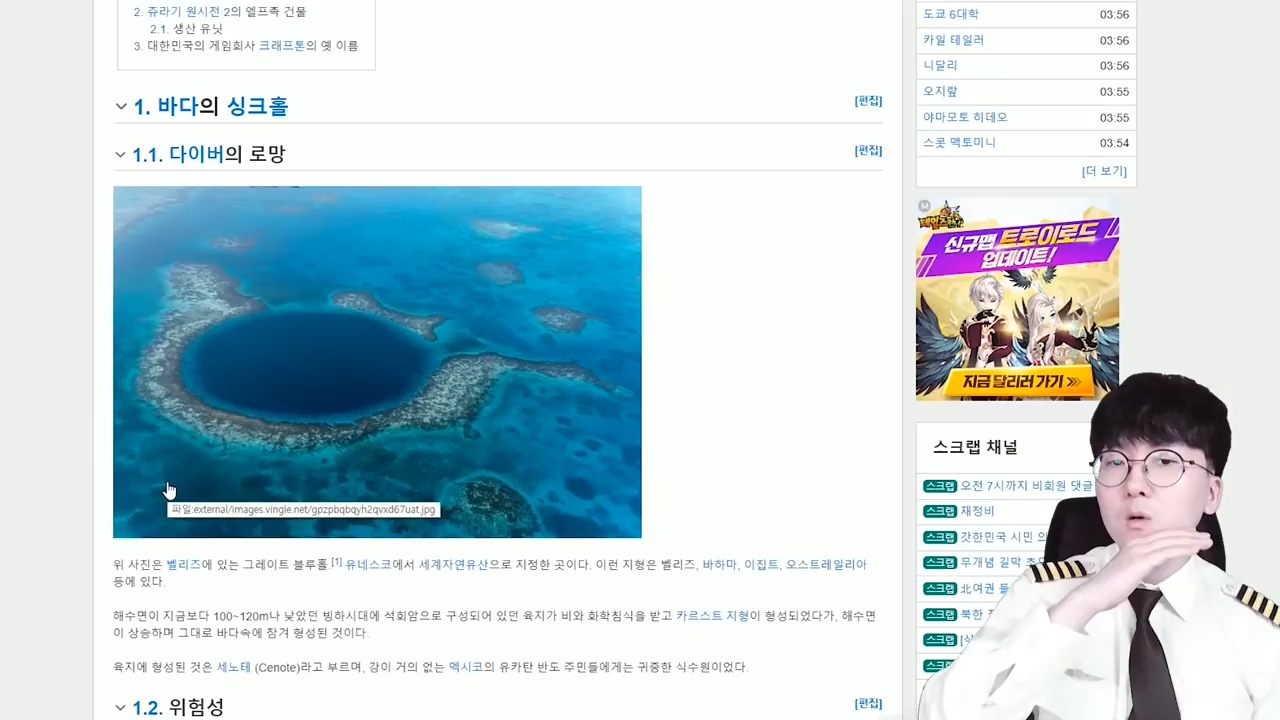 2. 쥬라기 원시전 2의 엘프족 건물
2.1. 생산 유닛
3. 대한민국의 게임회사 크래프톤의 옛 이름
1. 바다의 싱크홀
[편집]
1.1. 다이버의 로망
[편집]
파일:external/images.vingle.net/gpzpbqbqyh2qvxd67uat.jpg
위 사진은 벨리즈에 있는 그레이트 블루홀.[1] 유네스코에서 세계자연유산으로 지정한 곳이다. 이런 지형은 벨리즈, 바하마, 이집트, 오스트레일리아
등에 있다.
해수면이 지금보다 100~120m나 낮았던 빙하시대에 석회암으로 구성되어 있던 육지가 비와 화학침식을 받고 카르스트 지형이 형성되었다가, 해수면
이 상승하며 그대로 바다속에 잠겨 형성된 것이다.
육지에 형성된 것은 세노테 (Cenote)라고 부르며, 강이 거의 없는 멕시코의 유카탄 반도 주민들에게는 귀중한 식수원이었다.
1.2. 위험성
[편집]
도쿄 6대학 03:56
카일 테일러 03:56
니달리 03:56
오지랖 03:55
야마모토 히데오 03:55
스콧 맥토미니 03:54
[더 보기]
M
테일즈런너
신규맵 트로이로드
업데이트!
지금 달리러 가기
스크랩 채널
스크랩 오전 7시까지 비회원 댓글
스크랩 재정비
스크랩 갓한민국 시민 의
스크랩 무개념 길막
스크랩 北여권
스크랩 북한
스크랩